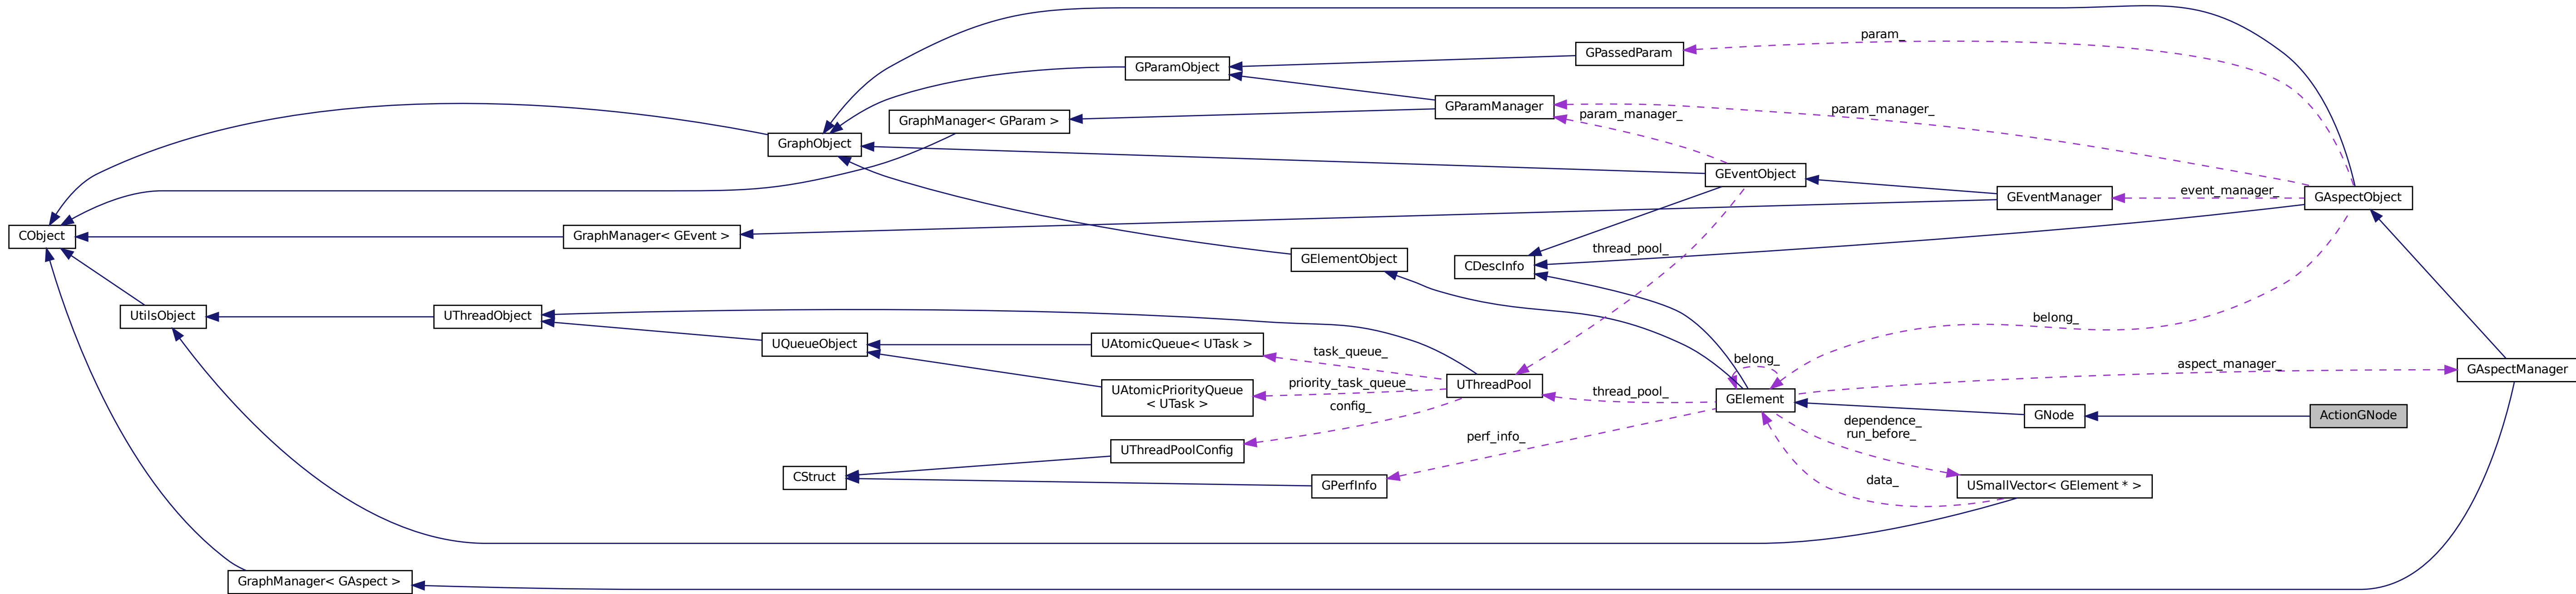 param_
GPassedParam
GParamObject
GParamManager
param_manager_
param_manager_
GraphManager< GParam >
GraphObject
GEventObject
event_manager_
GEventManager
GAspectObject
CObject
GraphManager< GEvent >
thread_pool_
GElementObject
CDescInfo
UtilsObject
UThreadObject
belong_
UQueueObject
UAtomicQueue< UTask >
task_queue_
belong_
aspect_manager_
GAspectManager
UAtomicPriorityQueue
< UTask >
priority_task_queue_
UThreadPool
thread_pool_
GElement
config_
GNode
ActionGNode
dependence_
run_before_
perf_info_
UThreadPoolConfig
CStruct
GPerfInfo
data_
USmallVector< GElement * >
GraphManager< GAspect >